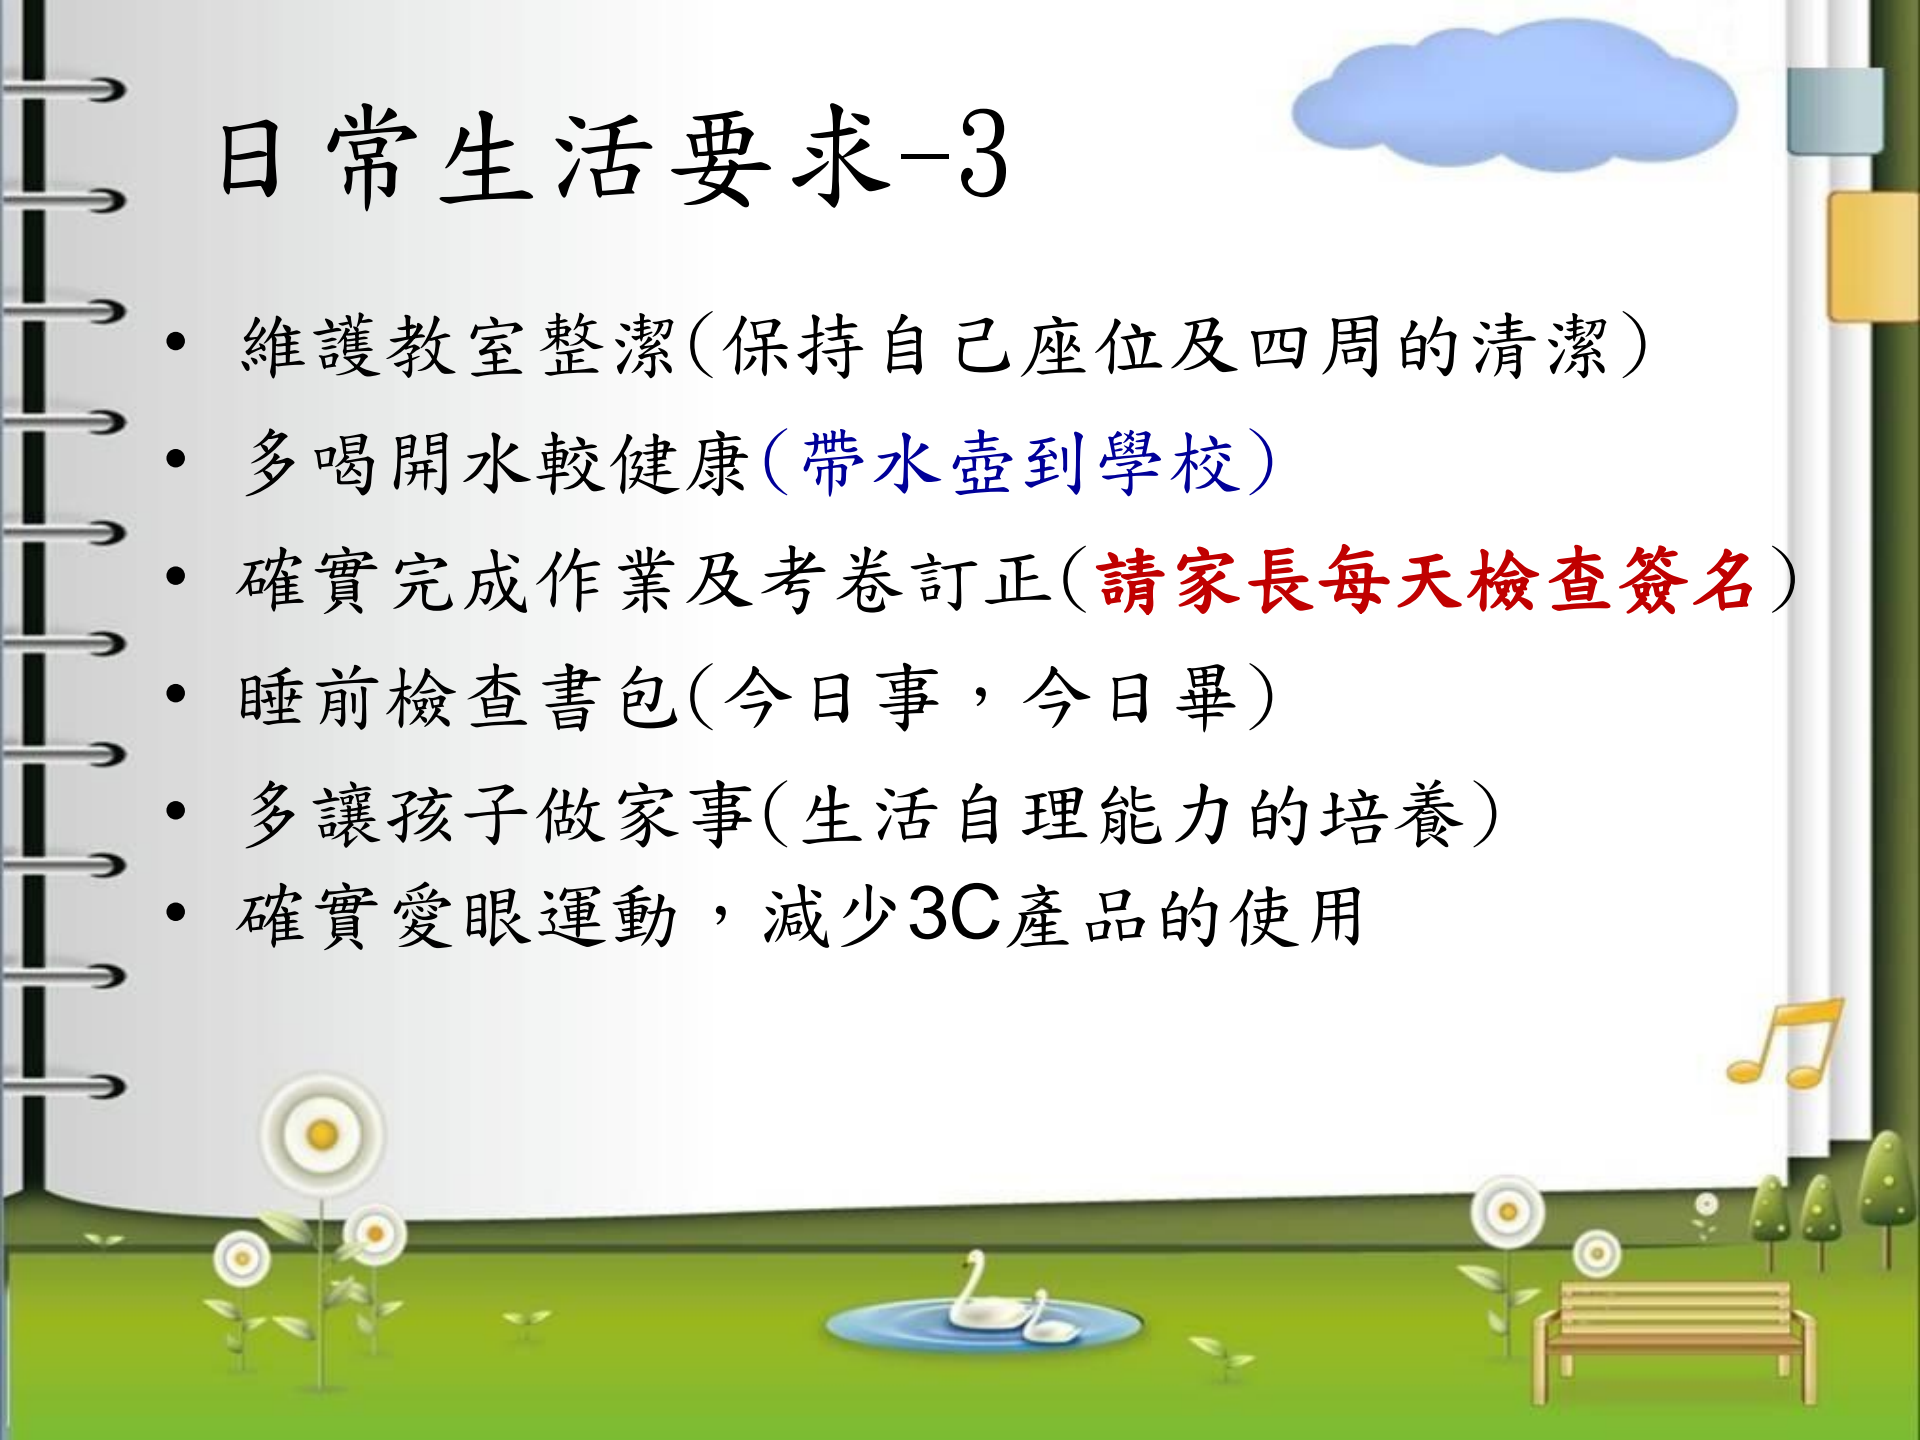 日常生活要求-3
• 維護教室整潔(保持自己座位及四周的清潔)
• 多喝開水較健康(帶水壺到學校)
• 確實完成作業及考卷訂正(請家長每天檢查簽名)
• 睡前檢查書包(今日事，今日畢)
• 多讓孩子做家事(生活自理能力的培養)
• 確實愛眼運動，減少3C產品的使用